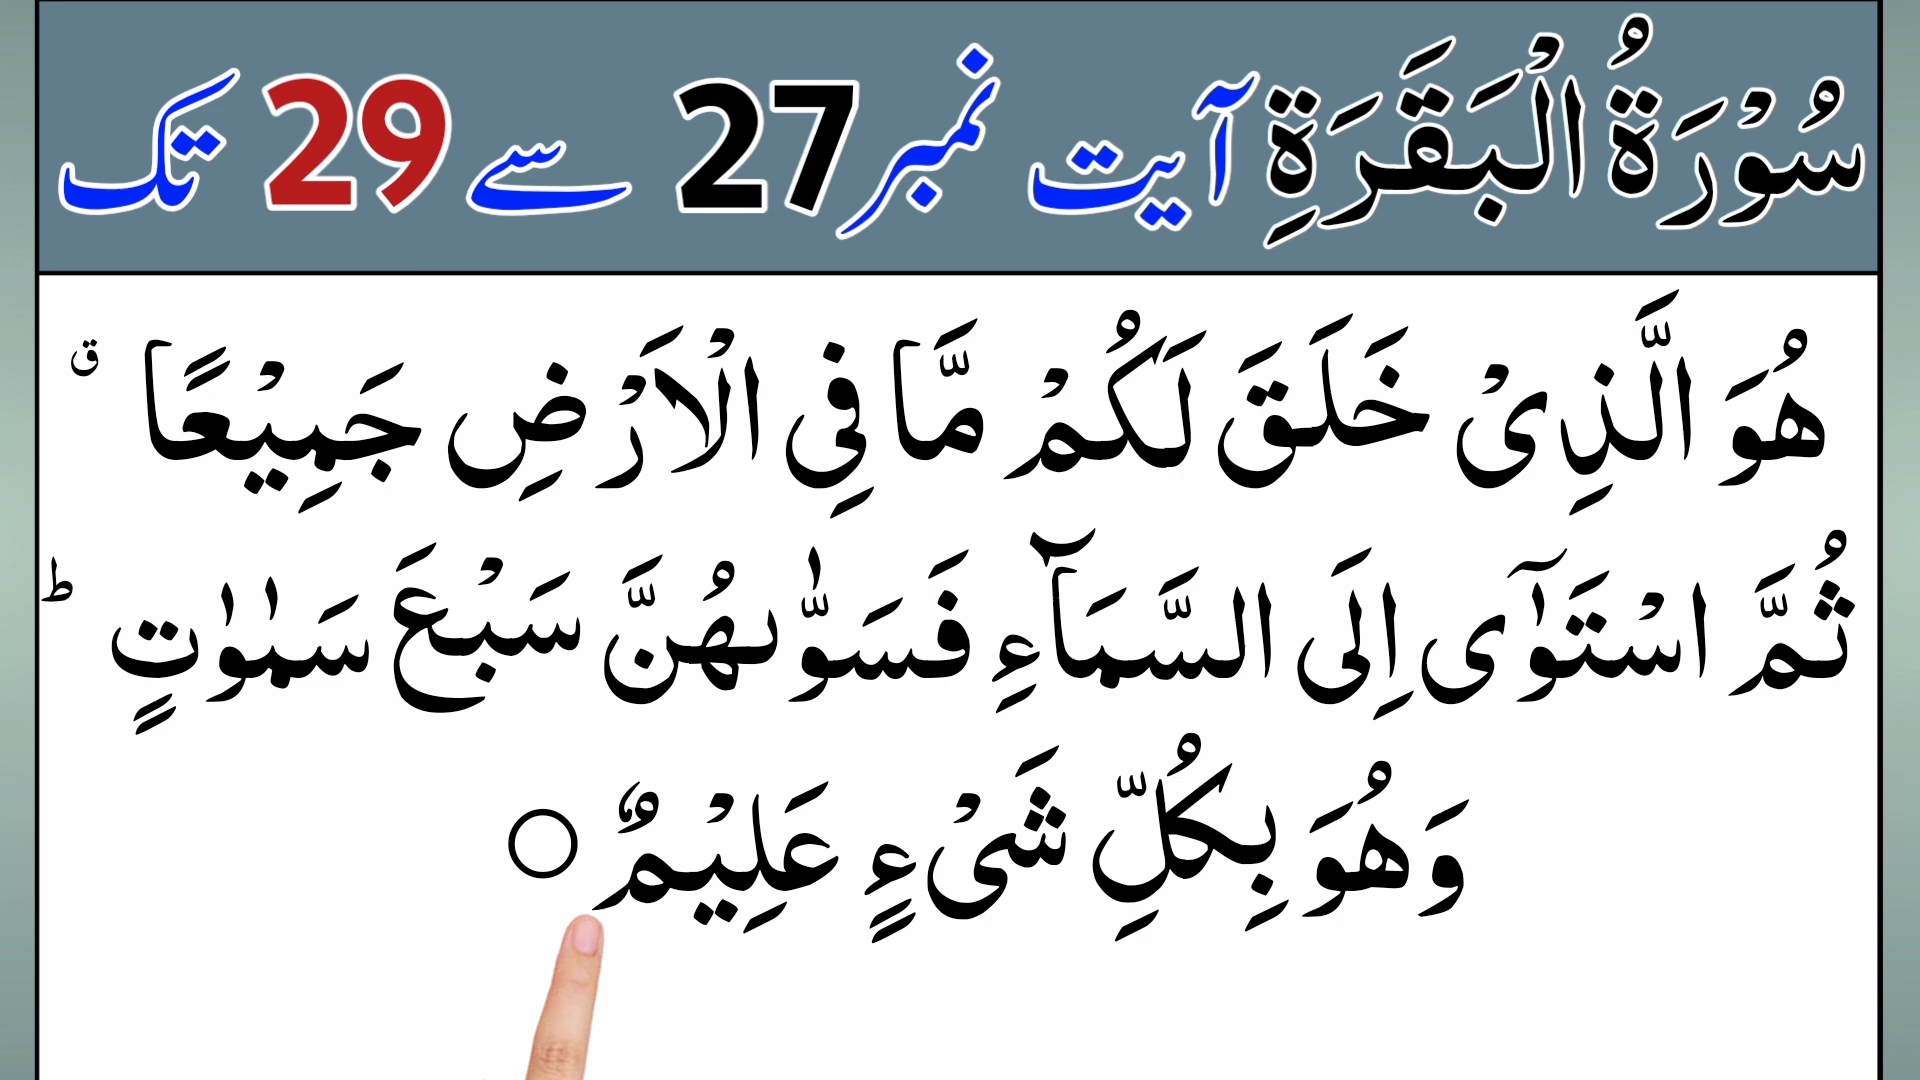 سُوْرَةُ الْبَقَرَةِ آیت نمبر 27 سے 29 تک
هُوَ الَّذِیْ خَلَقَ لَكُمْ مَّا فِی الْاَرْضِ جَمِیْعًا ۗ
ثُمَّ اسْتَوٰۤی اِلَی السَّمَآءِ فَسَوّٰىهُنَّ سَبْعَ سَمٰوٰتٍ ؕ
وَهُوَ بِكُلِّ شَیْءٍ عَلِیْمٌ ۝